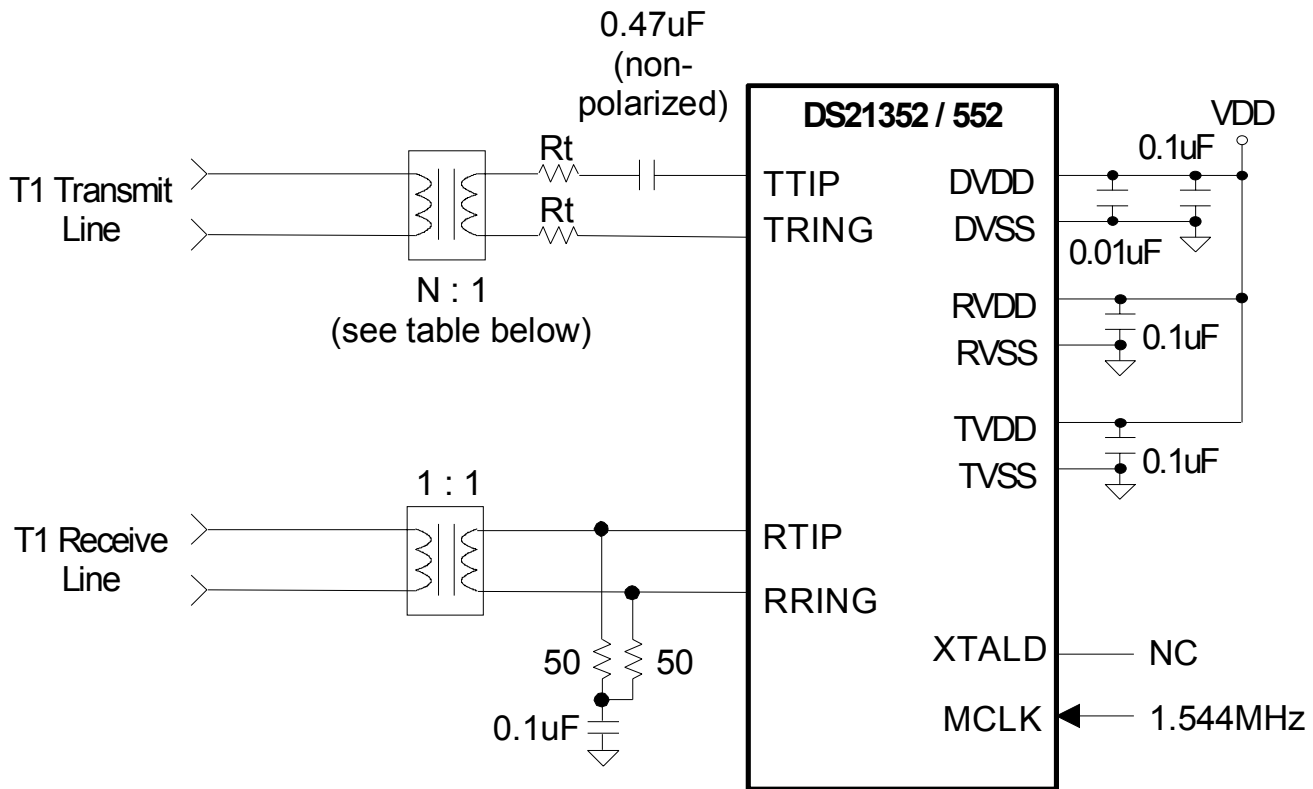 0.47uF
(non-
polarized)
DS21352 / 552
VDD
0.1uF
Rt
T1 Transmit
Line
TTIP
DVDD
Rt
TRING
DVSS
0.01uF
N : 1
(see table below)
RVDD
0.1uF
RVSS
TVDD
0.1uF
TVSS
1 : 1
T1 Receive
Line
RTIP
RRING
50
50
XTALD
NC
0.1uF
MCLK
1.544MHz